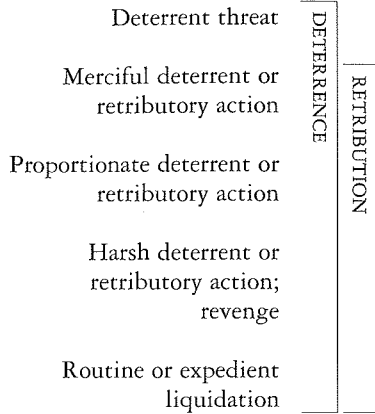 Deterrent threat
Merciful deterrent or
retributory action
Proportionate deterrent or
retributory action
Harsh deterrent or
retributory action;
revenge
Routine or expedient
liquidation
DETERRENCE
RETRIBUTION